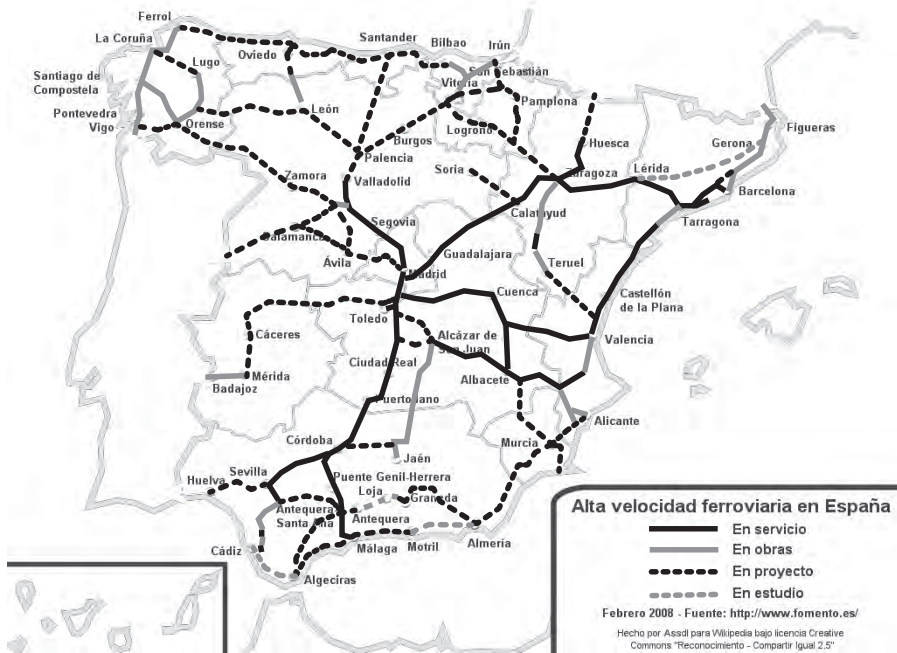 Ferrol
La Coruña
Lugo
Oviedo
Santander
Bilbao
Irún
San Sebastián
Santiago de
Compostela
Vitoria
Pamplona
Pontevedra
Vigo
Orense
León
Burgos
Logroño
Huesca
Gerona
Figueras
Palencia
Soria
Zaragoza
Lérida
Zamora
Valladolid
Barcelona
Segovia
Calatayud
Tarragona
Salamanca
Guadalajara
Ávila
Madrid
Teruel
Cuenca
Castellón
de la Plana
Toledo
Cáceres
Alcázar de
San Juan
Valencia
Ciudad Real
Albacete
Mérida
Badajoz
Puertollano
Alicante
Córdoba
Murcia
Jaén
Sevilla
Huelva
Puente Genil-Herrera
Loja
Granada
Antequera
Santa Ana
Antequera
Cádiz
Málaga
Motril
Almería
Algeciras
Alta velocidad ferroviaria en España
En servicio
En obras
En proyecto
En estudio
Febrero 2008 - Fuente: http://www.fomento.es/
Hecho por Assdl para Wikipedia bajo licencia Creative
Commons "Reconocimiento - Compartir Igual 2.5"